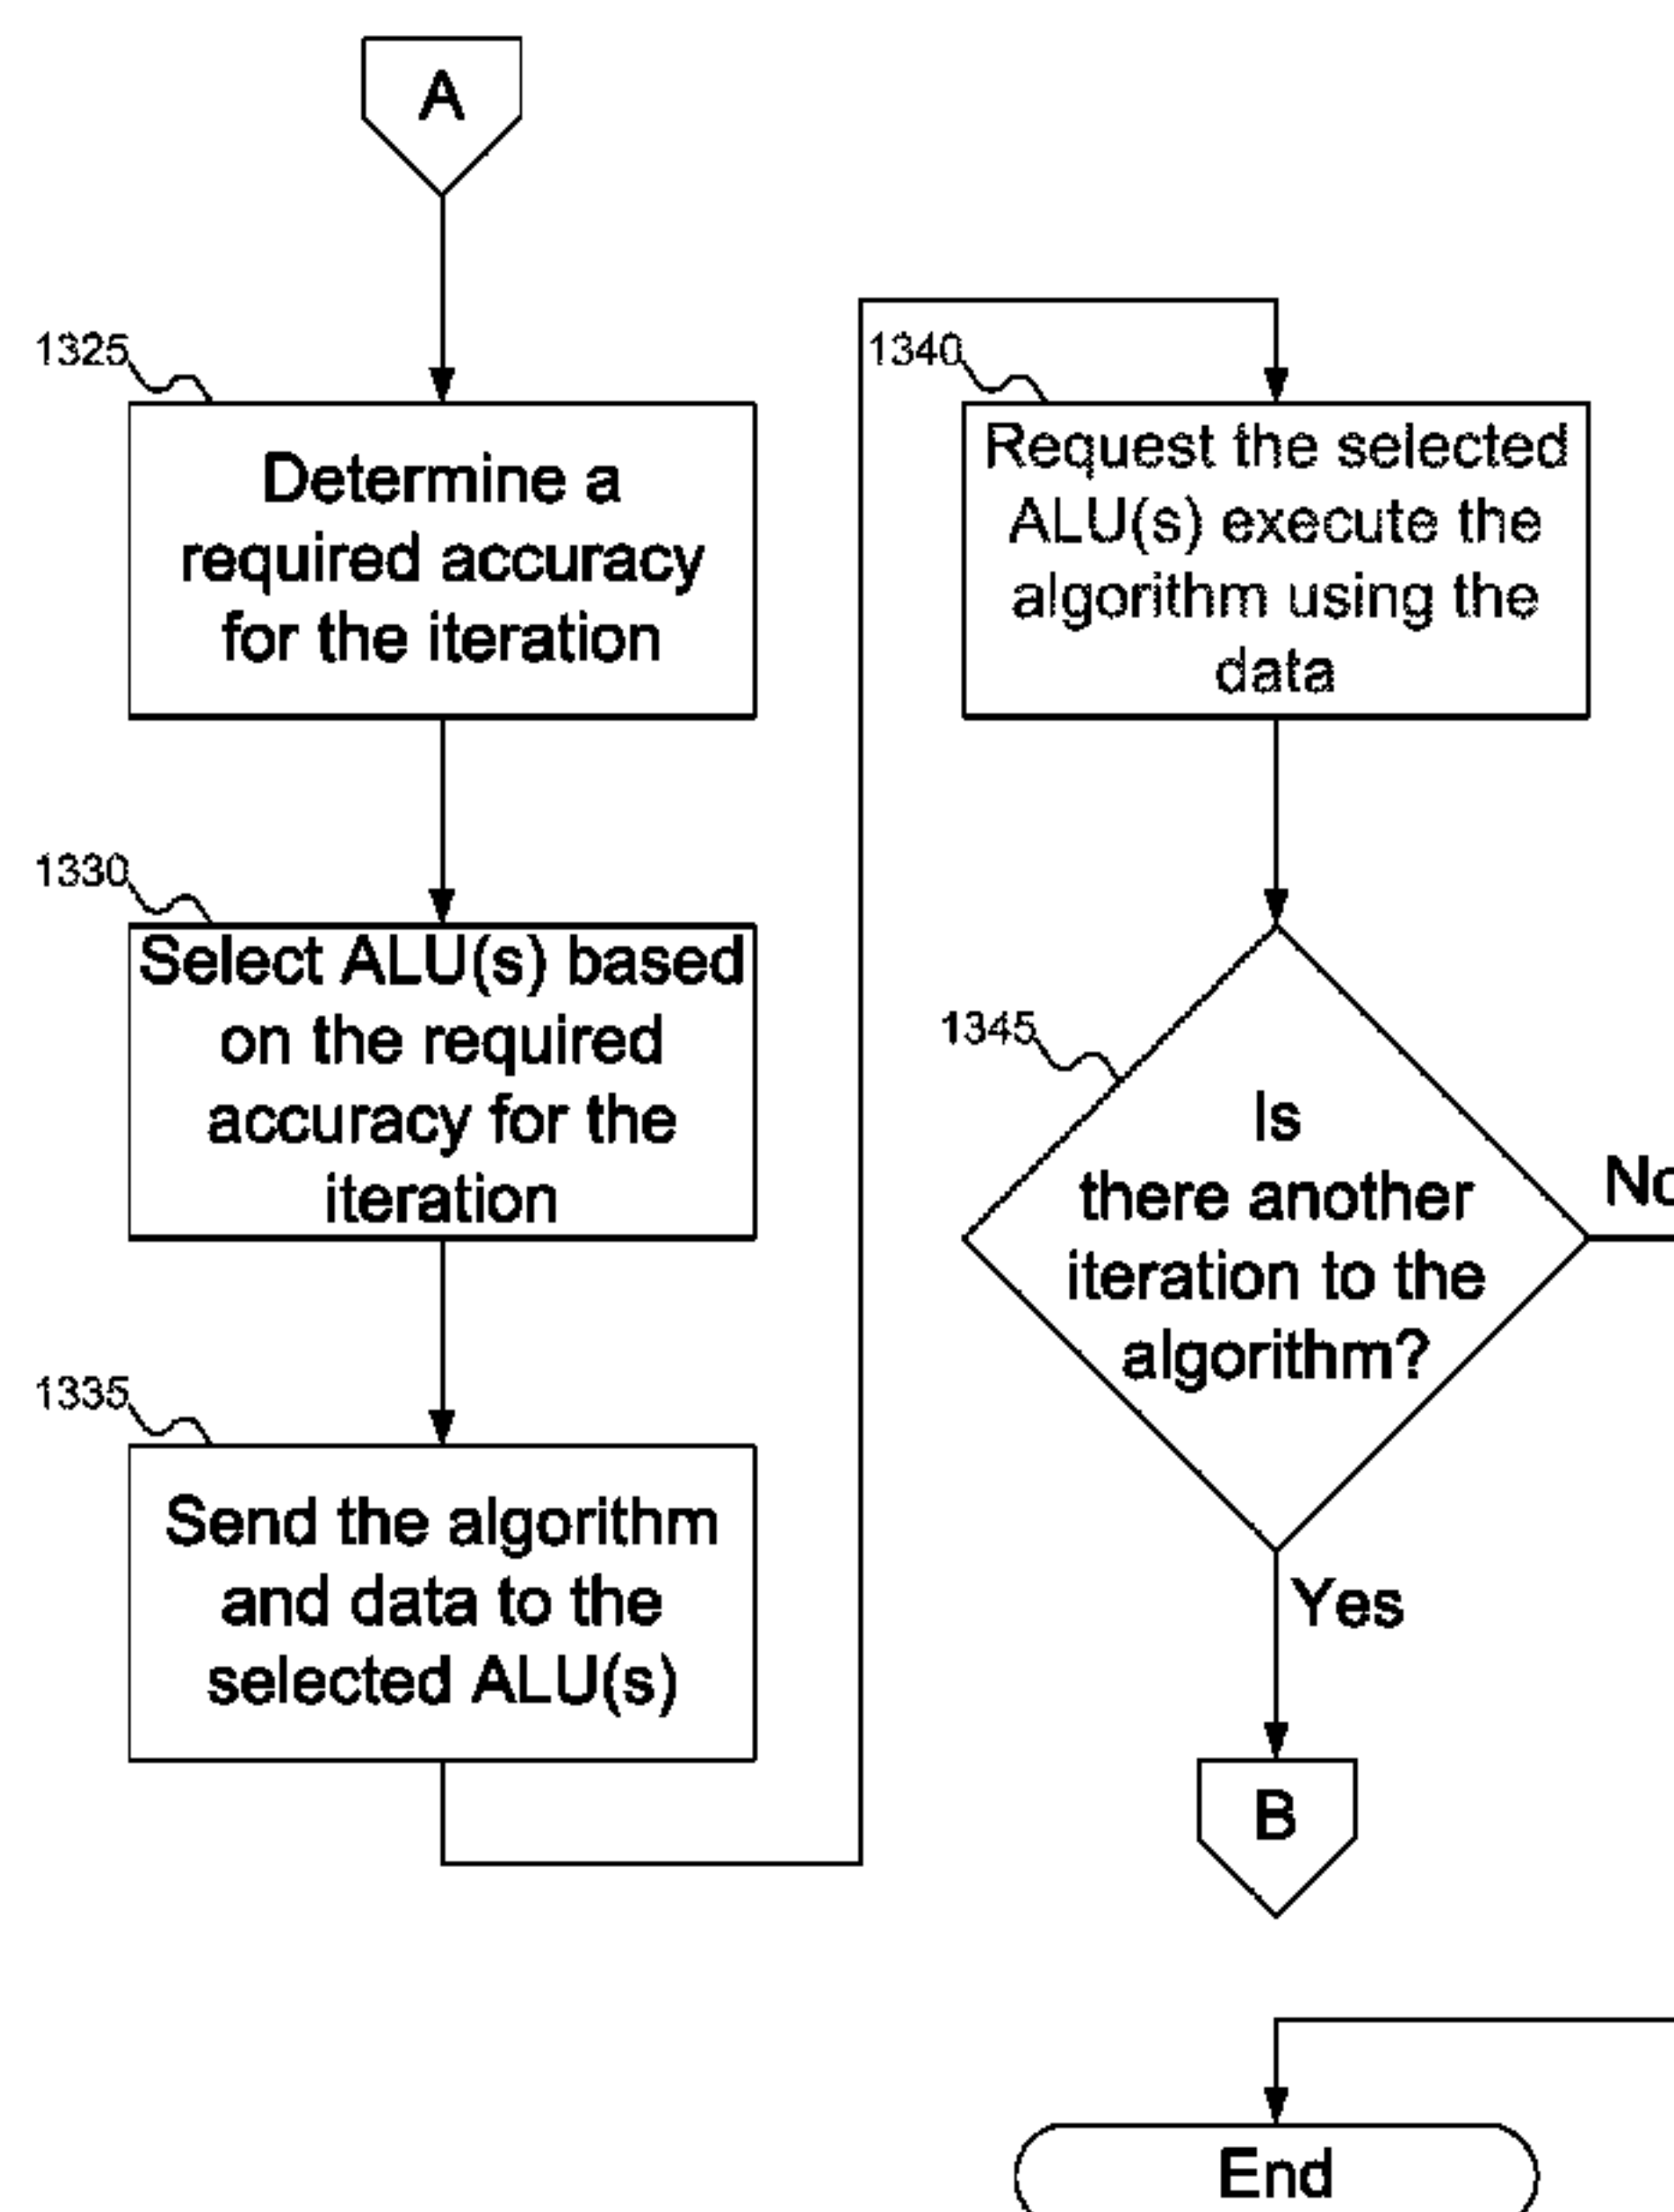 A
1325
Determine a
required accuracy
for the iteration
1330
Select ALU(s) based
on the required
accuracy for the
iteration
1335
Send the algorithm
and data to the
selected ALU(s)
1340
Request the selected
ALU(s) execute the
algorithm using the
data
1345
Is
there another
iteration to the
algorithm?
No
Yes
B
End